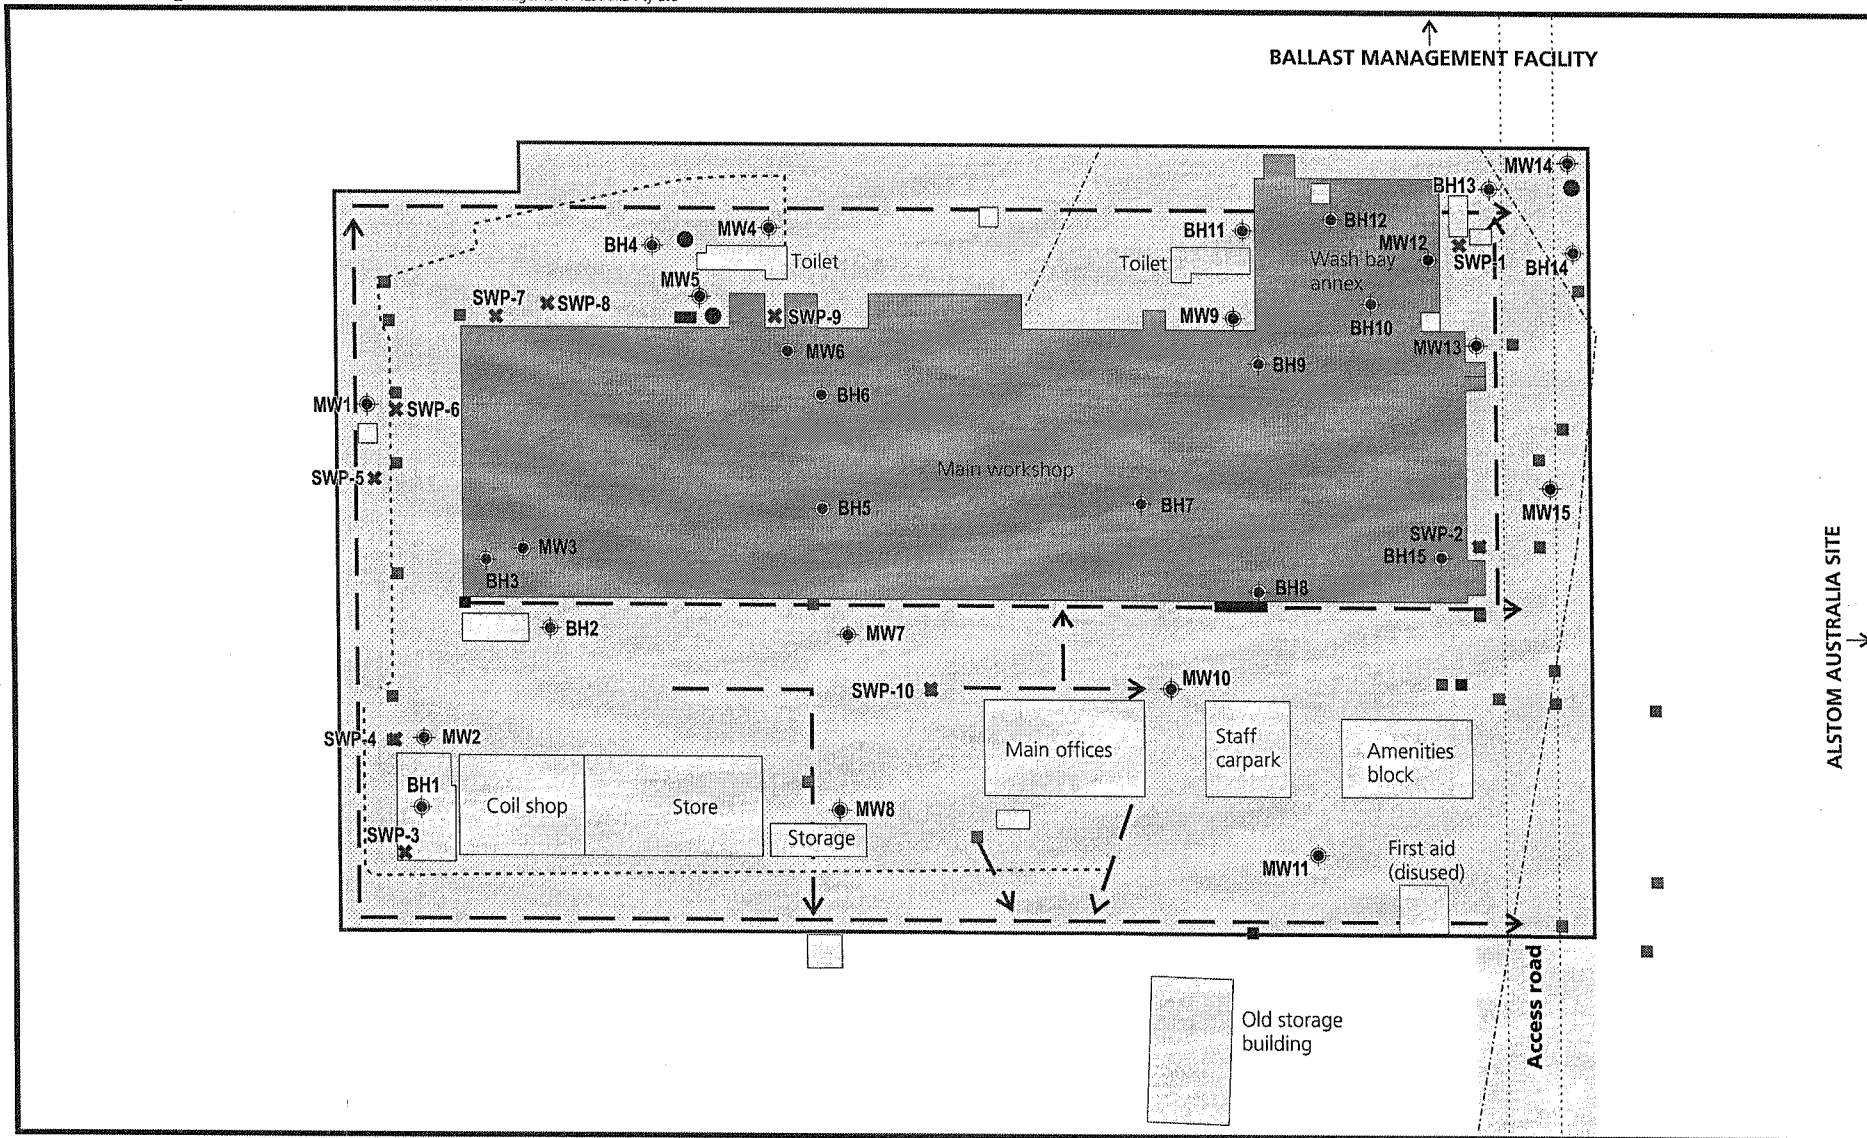 BALLAST MANAGEMENT FACILITY
MW14
BH13
BH12
BH11
MW4
BH4
MW12
Toilet
Toilet
Wash bay
annex
SWP-1
BH14
MW5
SWP-7
SWP-8
SWP-9
MW9
BH10
MW6
MW13
BH9
BH6
MW1
SWP-6
Main workshop
SWP-5
BH5
BH7
MW15
SWP-2
MW3
BH15
BH3
BH8
BH2
MW7
ALSTOM AUSTRALIA SITE
SWP-10
MW10
SWP-4
MW2
Main offices
Staff
carpark
Amenities
block
BH1
Coil shop
Store
MW8
SWP-3
Storage
MW11
First aid
(disused)
Access road
Old storage
building